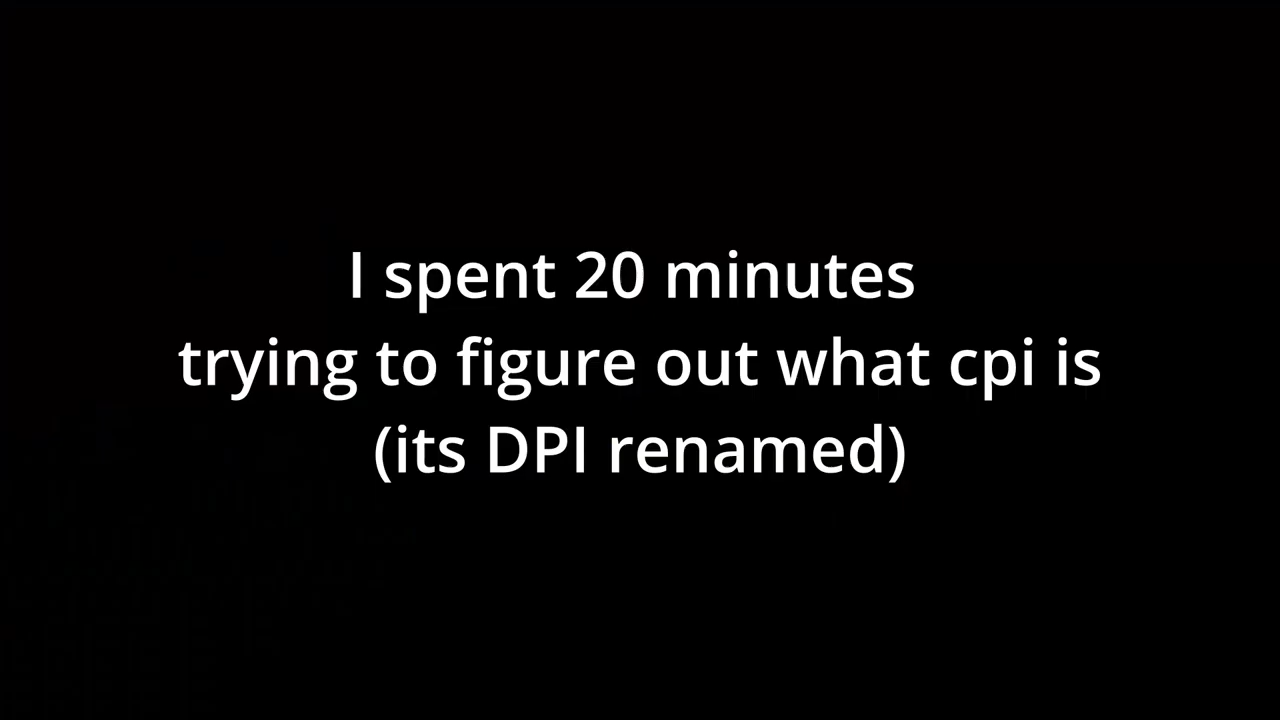 I spent 20 minutes
trying to figure out what cpi is
(its DPI renamed)